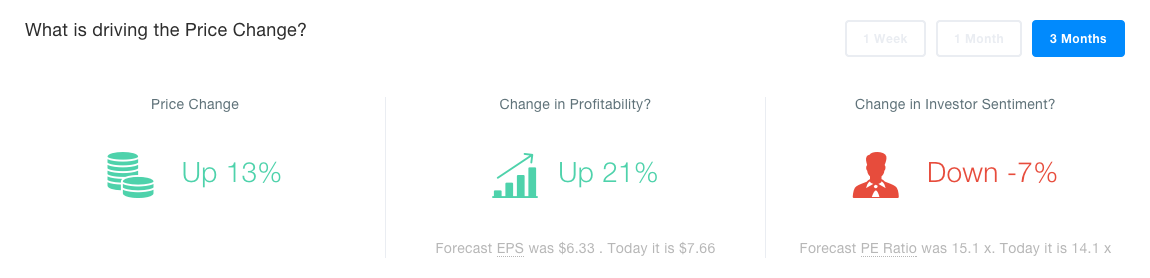 What is driving the Price Change?
1 Week
1 Month
3 Months
Price Change
Up 13%
Change in Profitability?
Up 21%
Forecast EPS was $6.33 . Today it is $7.66
Change in Investor Sentiment?
Down -7%
Forecast PE Ratio was 15.1 x. Today it is 14.1 x